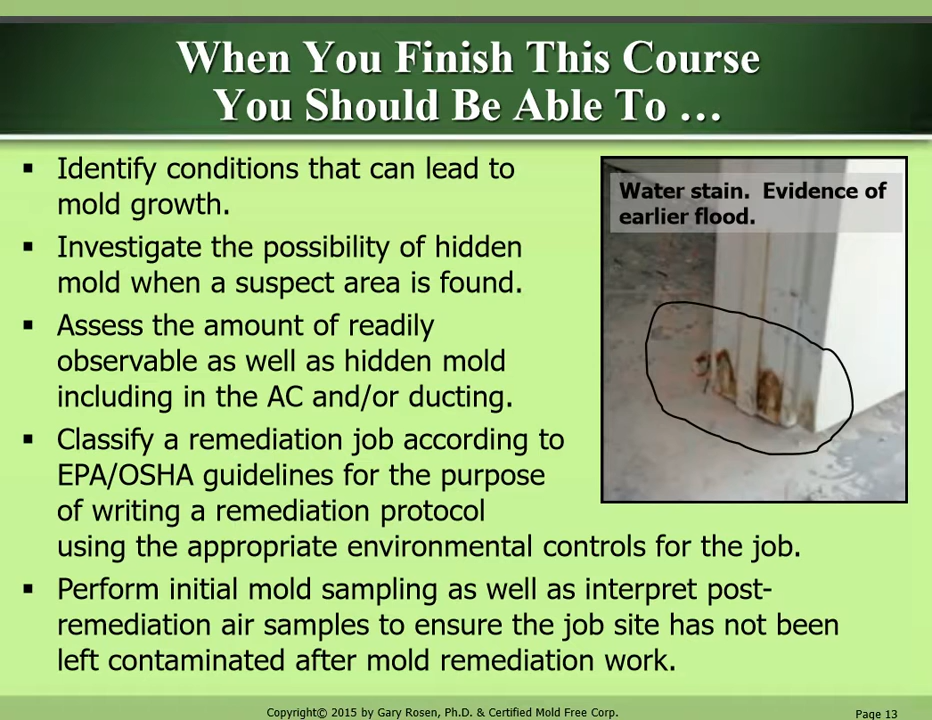 When You Finish This Course
You Should Be Able To …
▪ Identify conditions that can lead to
mold growth.
▪ Investigate the possibility of hidden
mold when a suspect area is found.
▪ Assess the amount of readily
observable as well as hidden mold
including in the AC and/or ducting.
▪ Classify a remediation job according to
EPA/OSHA guidelines for the purpose
of writing a remediation protocol
using the appropriate environmental controls for the job.
▪ Perform initial mold sampling as well as interpret post-
remediation air samples to ensure the job site has not been
left contaminated after mold remediation work.
Water stain. Evidence of
earlier flood.
Copyright© 2015 by Gary Rosen, Ph.D. & Certified Mold Free Corp.
Page 13